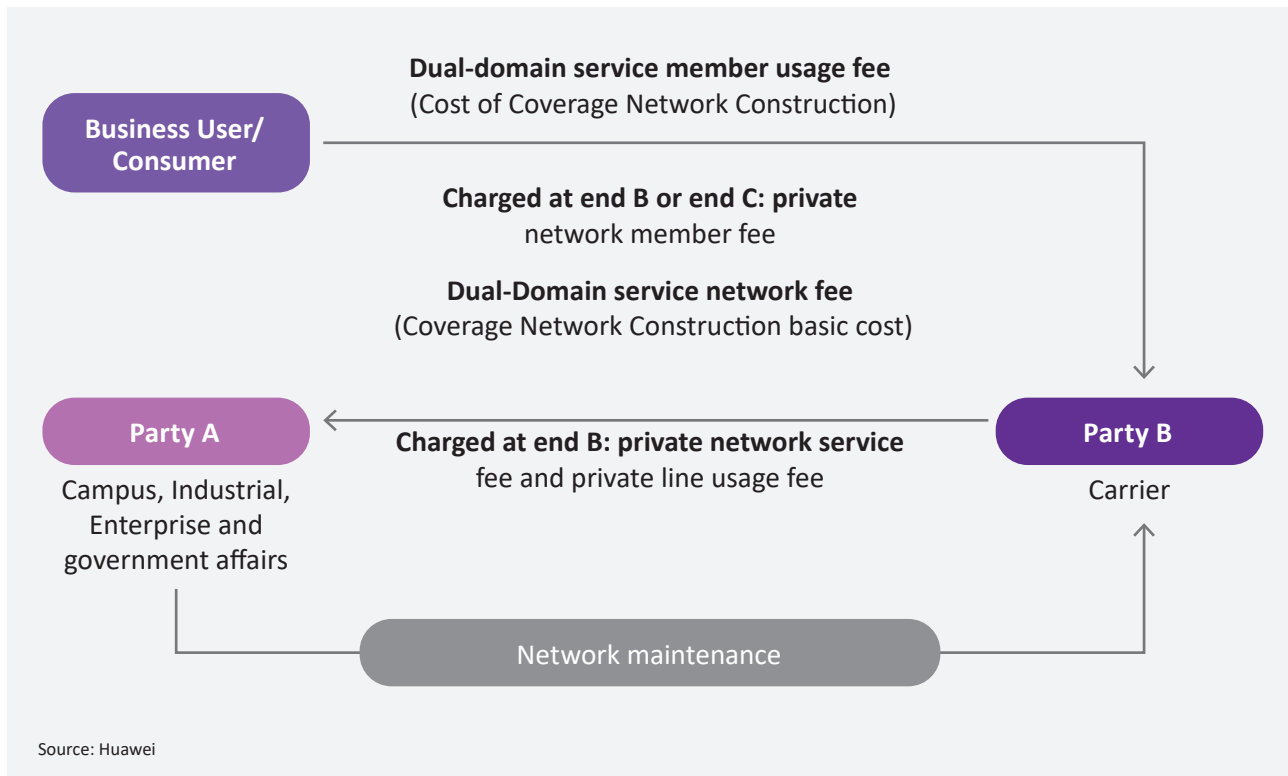 Dual-domain service member usage fee
(Cost of Coverage Network Construction)
Business User/
Consumer
Charged at end B or end C: private
network member fee
Dual-Domain service network fee
(Coverage Network Construction basic cost)
Party A
Charged at end B: private network service
fee and private line usage fee
Party B
Campus, Industrial,
Enterprise and
government affairs
Carrier
Network maintenance
Source: Huawei